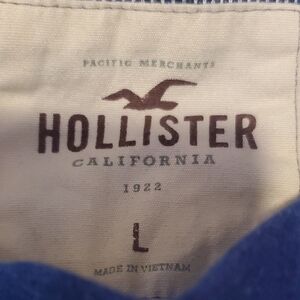 PACIFIC MERCHANTS
HOLLISTER
CALIFORNIA
1922
L
MADE IN VIETNAM